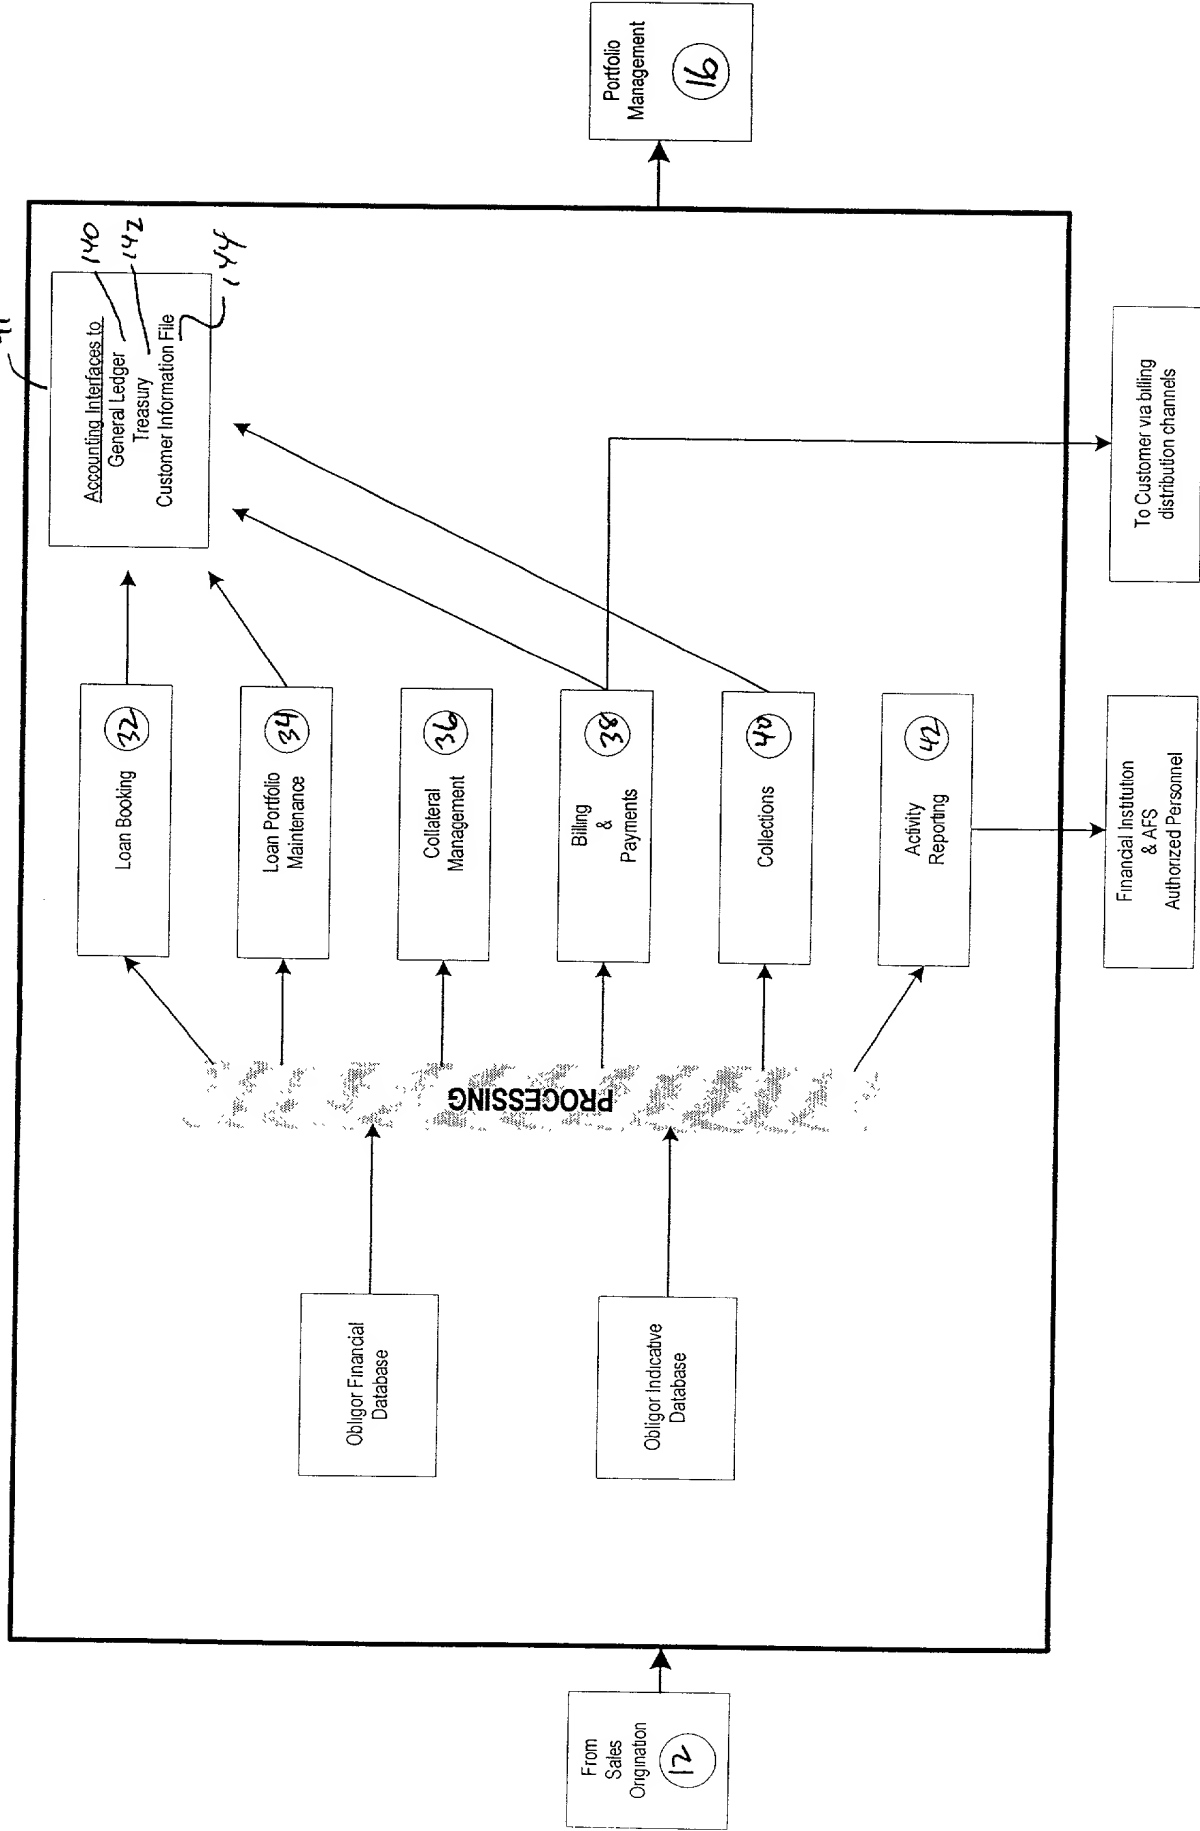 From
Sales
Origination
12
Obligor Financial
Database
Obligor Indicative
Database
PROCESSING
Loan Booking
32
Loan Portfolio
Maintenance
34
Collateral
Management
36
Billing
&
Payments
38
Collections
40
Activity
Reporting
42
Accounting Interfaces to
General Ledger
Treasury
Customer Information File
140
142
144
To Customer via billing
distribution channels
Financial Institution
& AFS
Authorized Personnel
Portfolio
Management
16